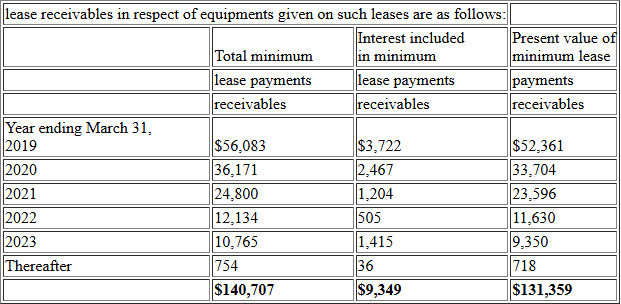 lease receivables in respect of equipments given on such leases are as follows:
Total minimum Interest included in minimum Present value of minimum lease
lease payments lease payments payments
receivables receivables receivables
Year ending March 31, 2019 $56,083 $3,722 $52,361
2020 36,171 2,467 33,704
2021 24,800 1,204 23,596
2022 12,134 505 11,630
2023 10,765 1,415 9,350
Thereafter 754 36 718
$140,707 $9,349 $131,359